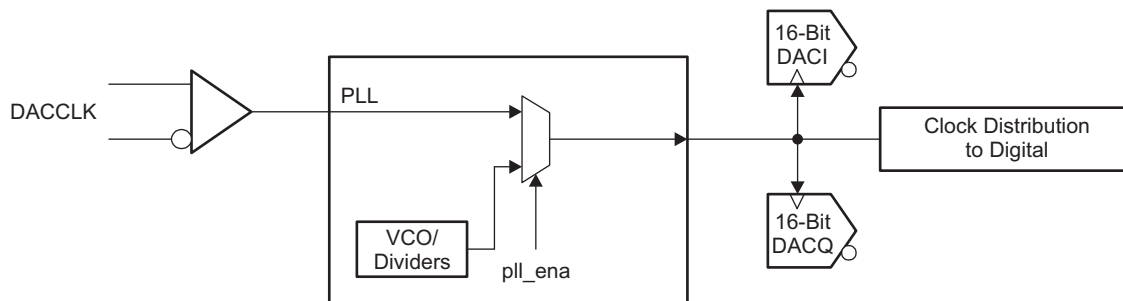 16-Bit
DACI
DACCLK
PLL
Clock Distribution
to Digital
VCO/
Dividers
pll_ena
16-Bit
DACQ